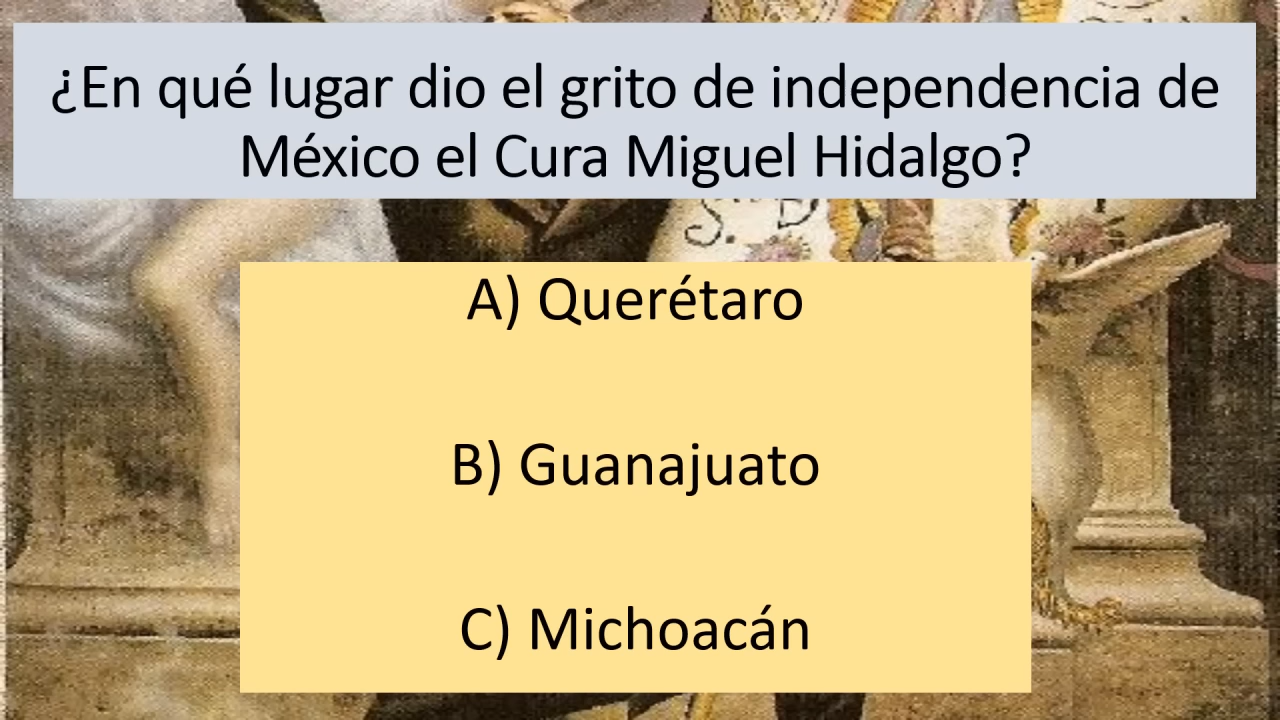 ¿En qué lugar dio el grito de independencia de
México el Cura Miguel Hidalgo?
S. D
A) Querétaro
B) Guanajuato
C) Michoacán